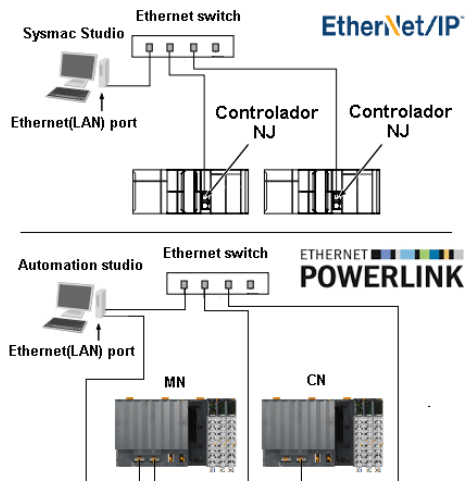 Ethernet switch
EtherNet/IP
Sysmac Studio
Ethernet(LAN) port
Controlador
NJ
Controlador
NJ
Ethernet switch
ETHERNET
POWERLINK
Automation studio
Ethernet(LAN) port
MN
CN